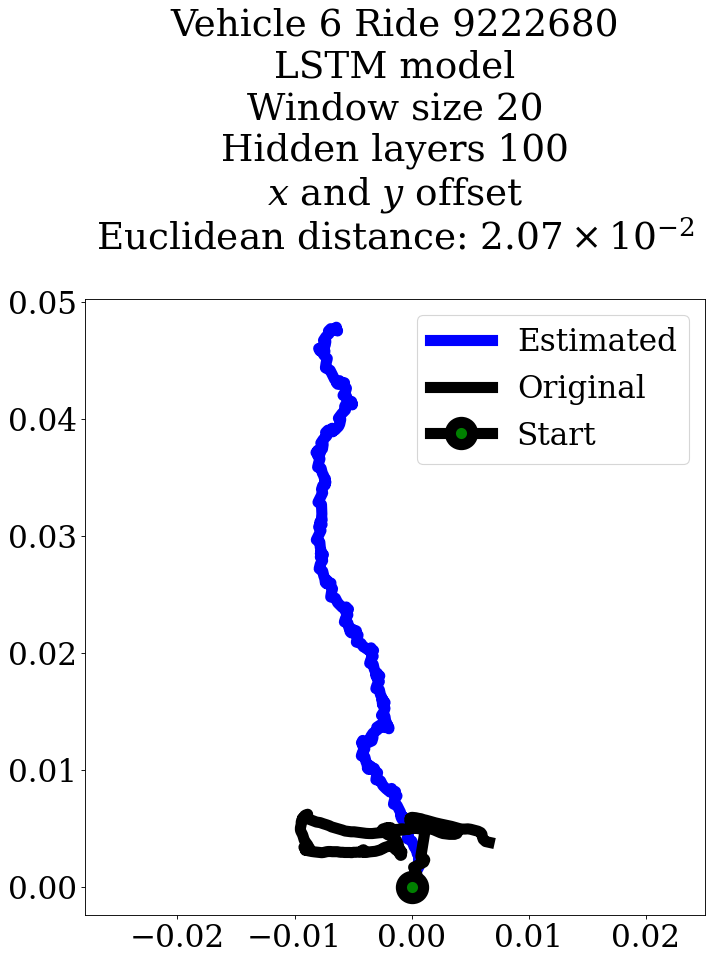 Vehicle 6 Ride 9222680
LSTM model
Window size 20
Hidden layers 100
x and y offset
Euclidean distance: 2.07 × 10⁻²
0.05
0.04
0.03
0.02
0.01
0.00
Estimated
Original
Start
−0.02 −0.01 0.00 0.01 0.02